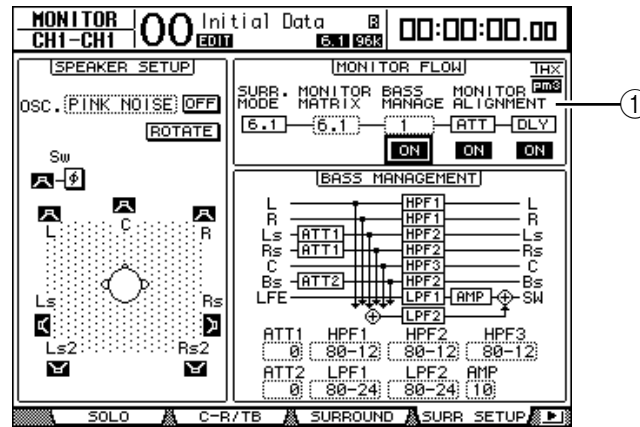 MONITOR
CH1-CH1
00 Initial Data R
EDIT 6.1 96k
00:00:00.00
SPEAKER SETUP
OSC. PINK NOISE OFF
ROTATE
Sw
ø
L C R
Ls Rs
Ls2 Rs2
MONITOR FLOW
THX
pm3
SURR. MONITOR BASS MONITOR
MODE MATRIX MANAGE ALIGNMENT
6.1 6.1 1 ATT DLY
ON ON ON
1
BASS MANAGEMENT
L HPF1 L
R HPF1 R
Ls ATT1 HPF2 Ls
Rs ATT1 HPF2 Rs
C HPF3 C
Bs ATT2 HPF2 Bs
LFE LPF1 AMP SW
LPF2
ATT1 HPF1 HPF2 HPF3
0 80-12 80-12 80-12
ATT2 LPF1 LPF2 AMP
0 80-24 80-24 10
SOLO C-R/TB SURROUND SURR SETUP